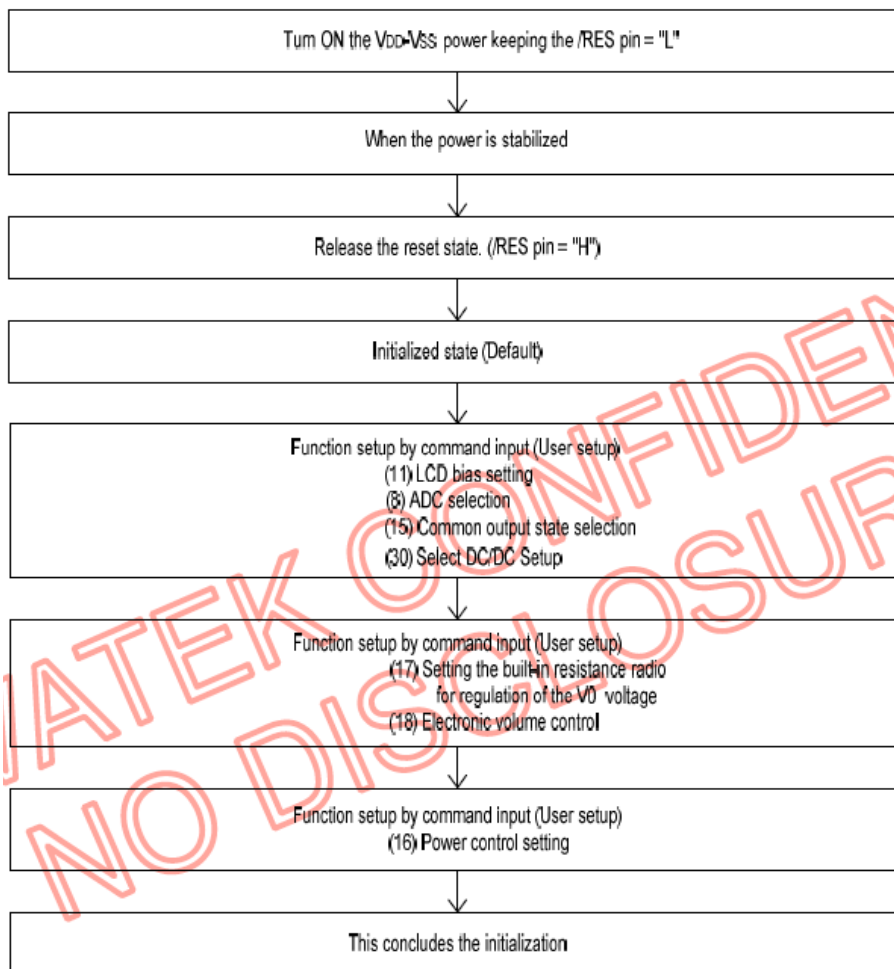 Turn ON the VDD-VSS power keeping the /RES pin = "L"
When the power is stabilized
Release the reset state. (/RES pin = "H")
Initialized state (Default)
Function setup by command input (User setup)
(11) LCD bias setting
(8) ADC selection
(15) Common output state selection
(30) Select DC/DC Setup
Function setup by command input (User setup)
(17) Setting the built-in resistance radio
for regulation of the V0 voltage
(18) Electronic volume control
Function setup by command input (User setup)
(16) Power control setting
This concludes the initialization
VATEK CONFIDEN
NO DISCLOSUR